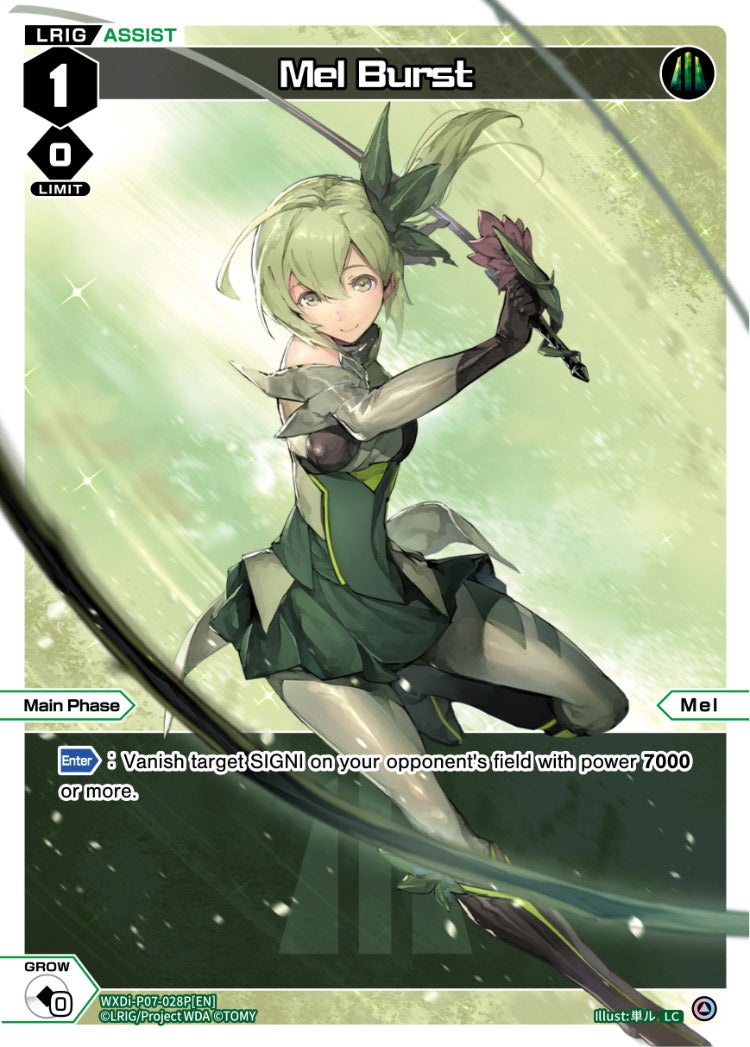 LRIG ASSIST
1
Mel Burst
0
LIMIT
Main Phase
Mel
Enter : Vanish target SIGNI on your opponent's field with power 7000
or more.
GROW
0
WXDi-P07-028P[EN]
©LRIG/Project WDA ©TOMY
Illust:単ル LC